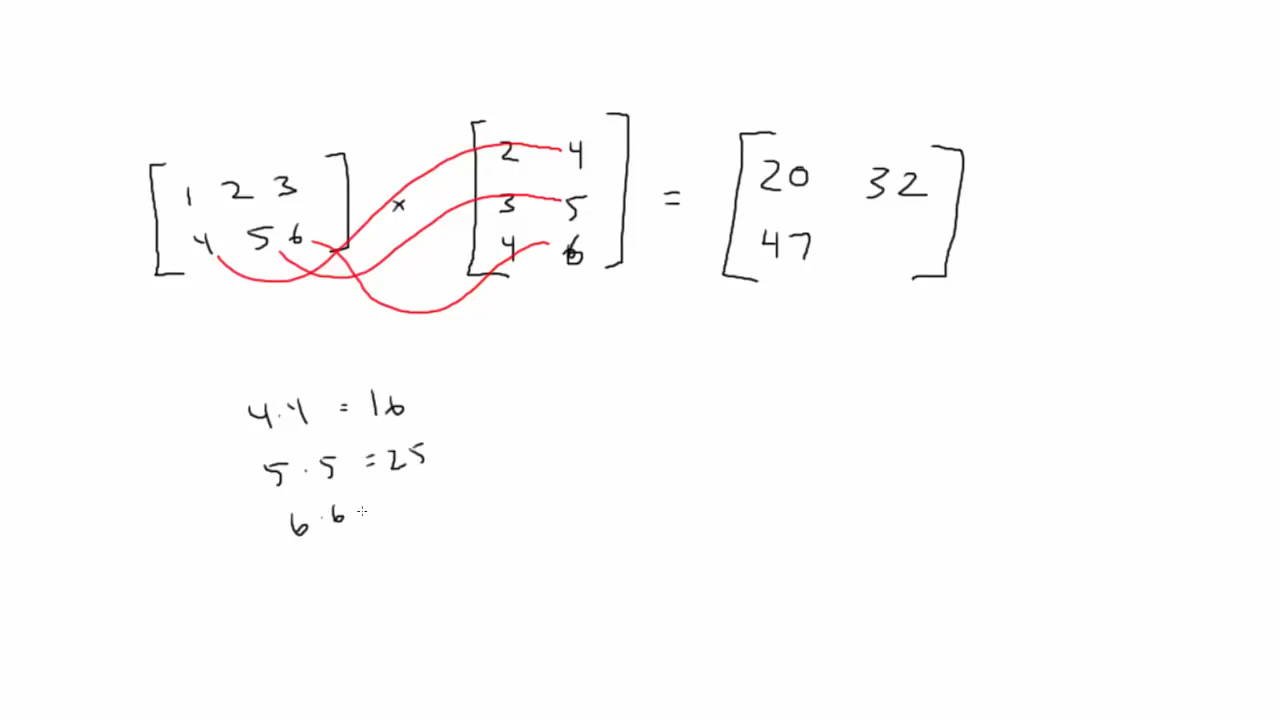 [1 2 3 × [2 4 = [20 32]
4 5 6] 3 5 47
4 6]
4·4 = 16
5·5 = 25
6·6